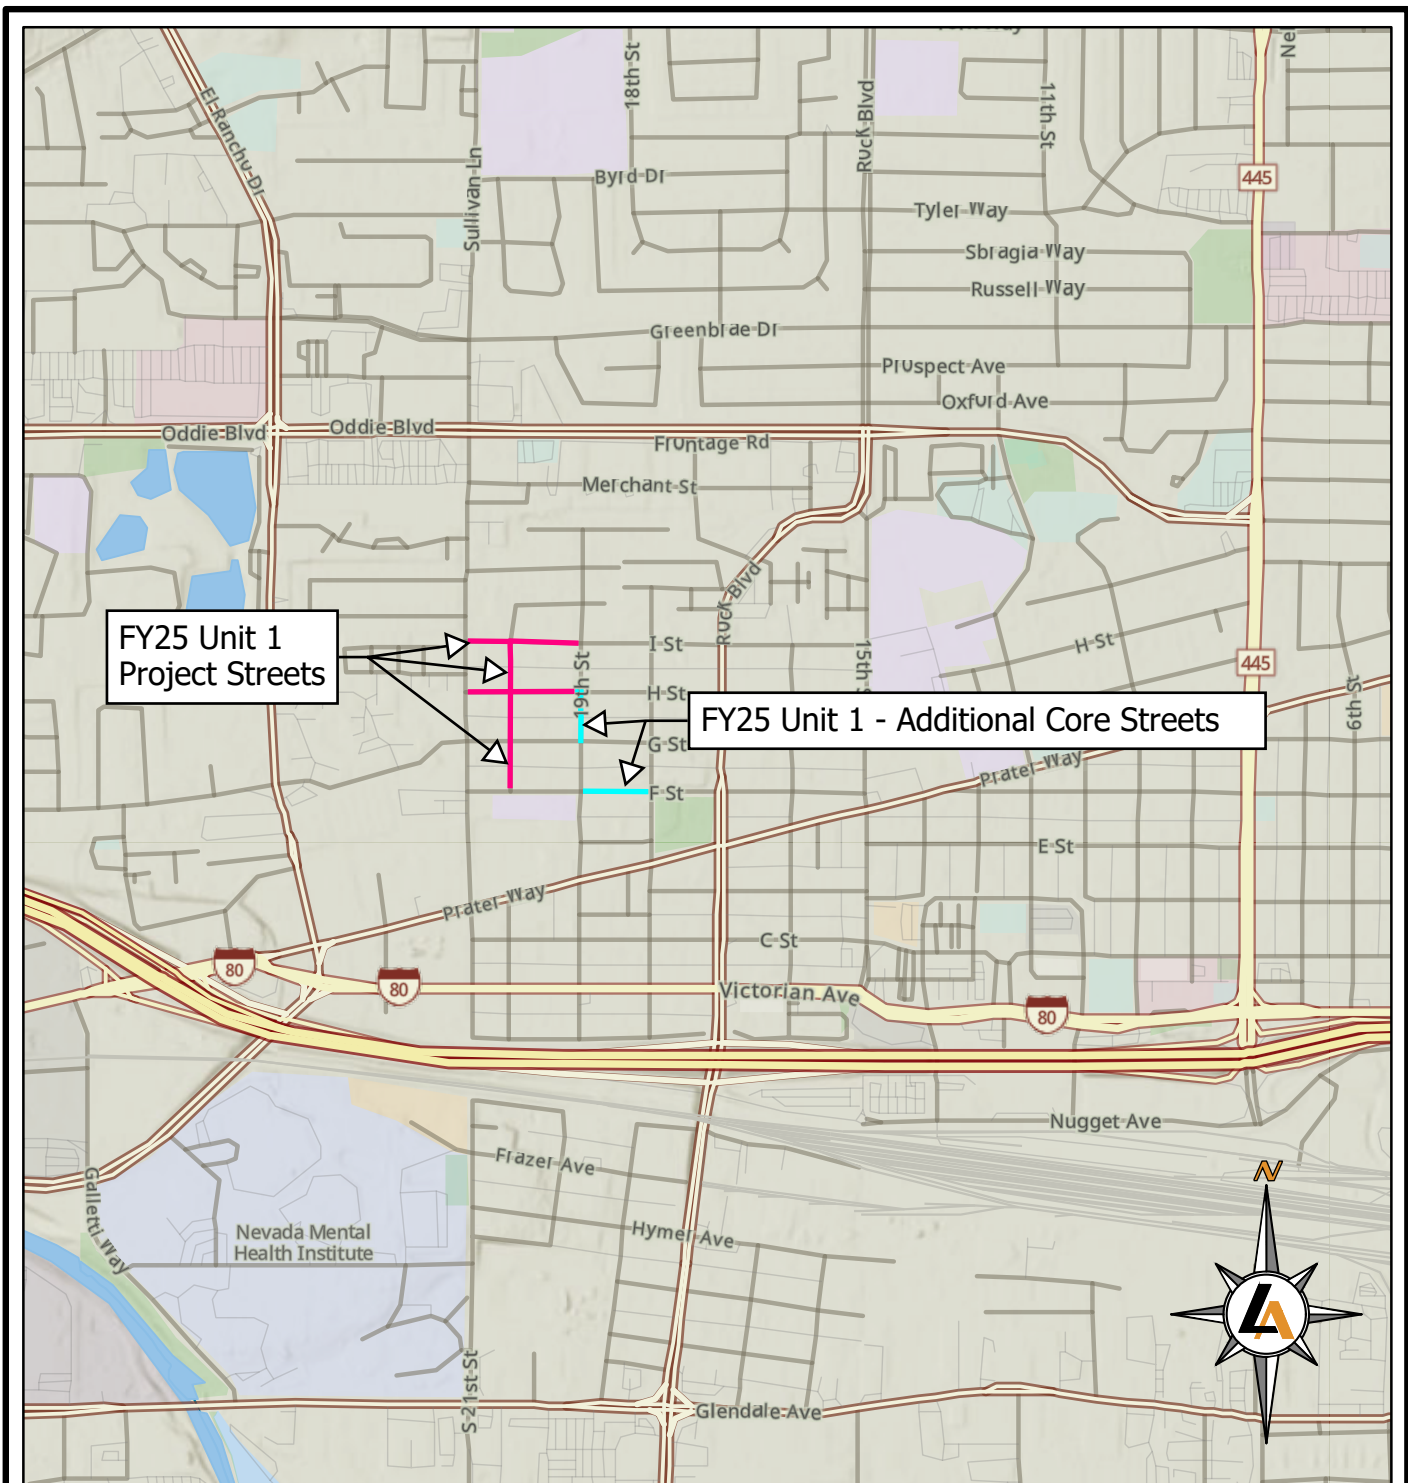 18th St
Nei
El Rancho Dr
Rock Blvd
11th St
Sullivan Ln
Byrd Dr
445
Tyler Way
Sbragia Way
Russell Way
Greenbrae Dr
Prospect Ave
Oxford Ave
Oddie Blvd
Oddie Blvd
Frontage Rd
Merchant St
Rock Blvd
FY25 Unit 1
Project Streets
19th St
I St
15th S
H St
H St
445
6th St
FY25 Unit 1 - Additional Core Streets
G St
F St
Prater Way
E St
Prater Way
C St
80
80
Victorian Ave
80
Nugget Ave
Frazer Ave
Galletti Way
Nevada Mental
Health Institute
Hymer Ave
N
LA
S 21st St
Glendale Ave